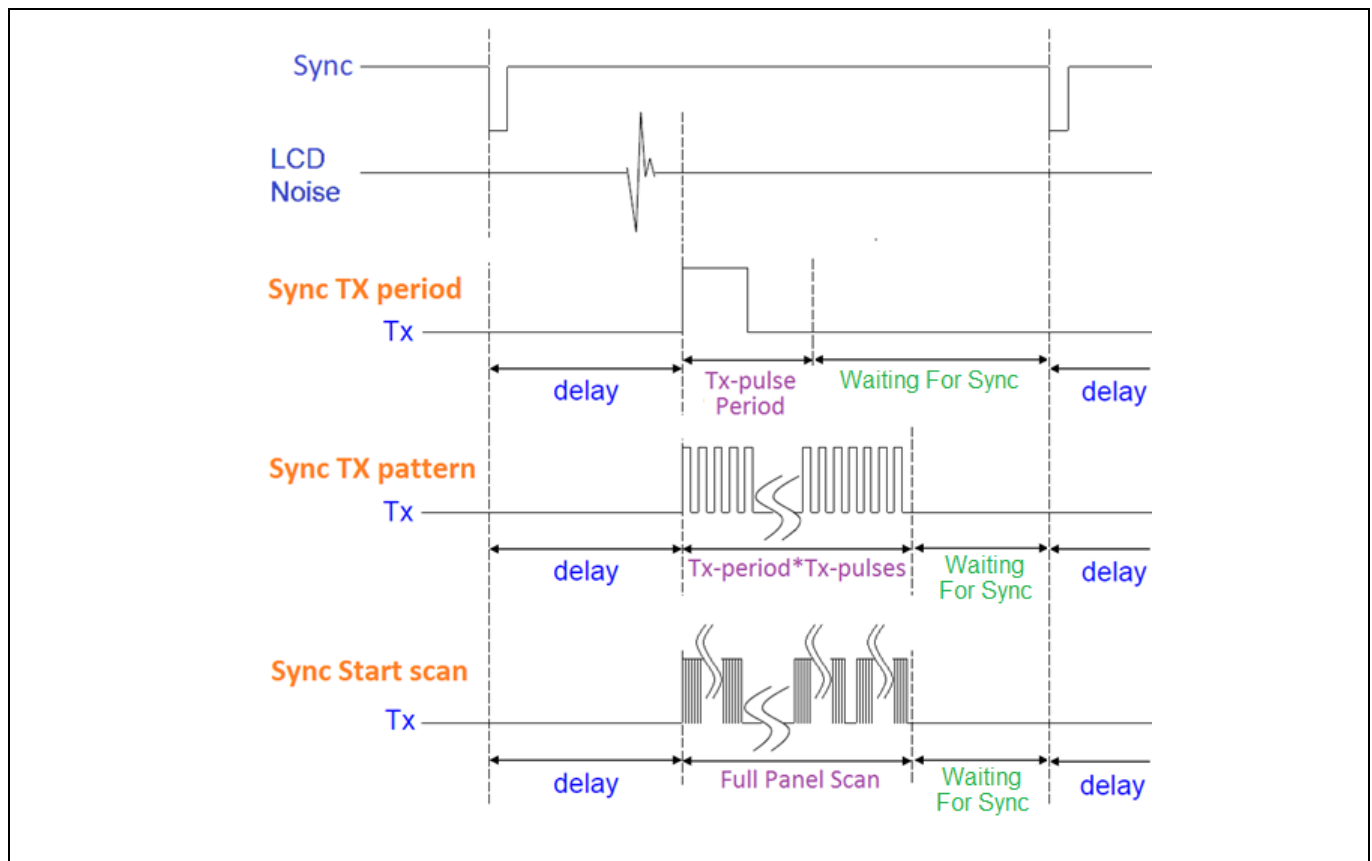 Sync
LCD
Noise
Sync TX period
Tx
delay
Tx-pulse
Period
Waiting For Sync
delay
Sync TX pattern
Tx
delay
Tx-period*Tx-pulses
Waiting
For Sync
delay
Sync Start scan
Tx
delay
Full Panel Scan
Waiting
For Sync
delay